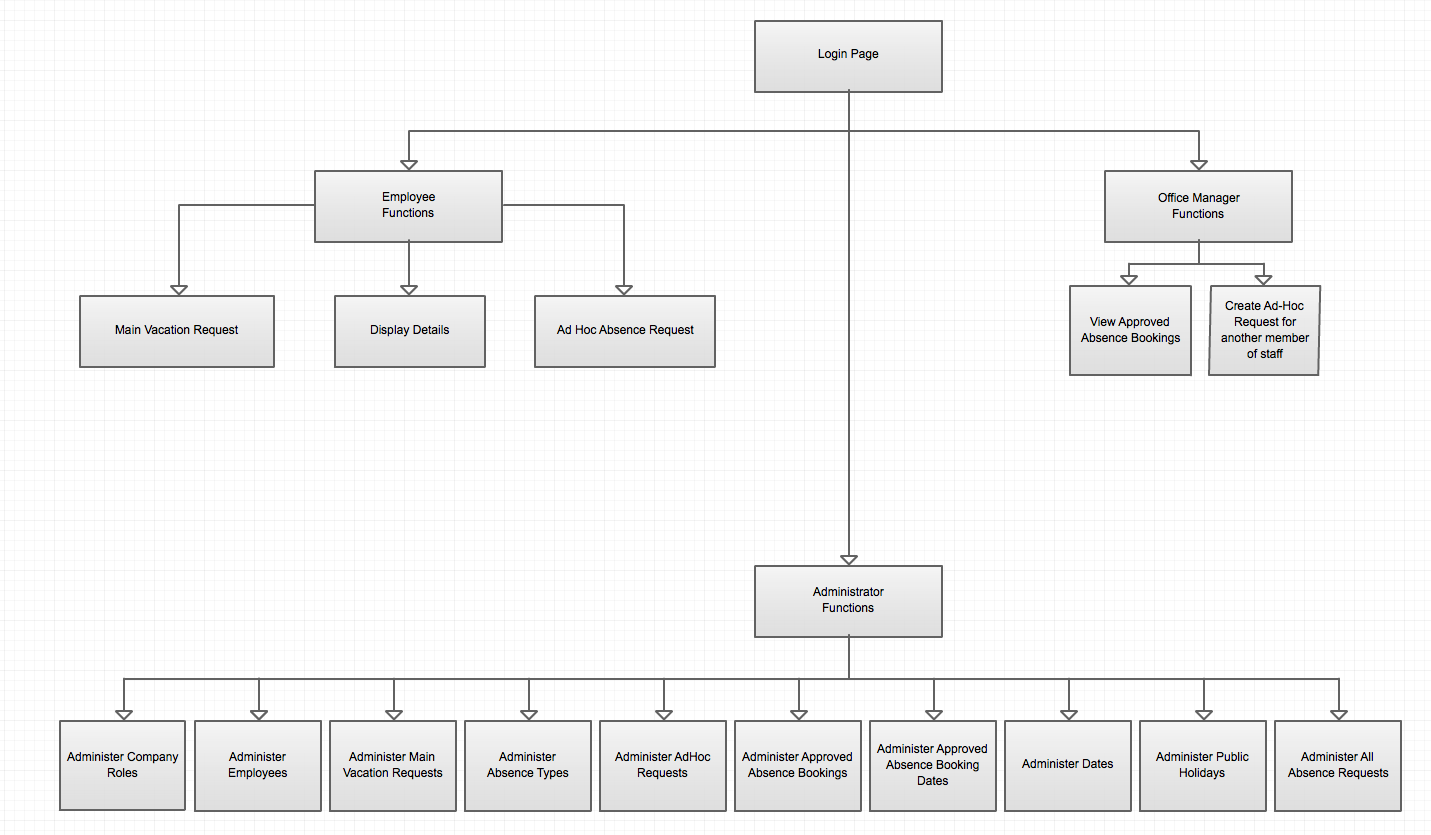 Login Page
Employee
Functions
Office Manager
Functions
Main Vacation Request
Display Details
Ad Hoc Absence Request
View Approved
Absence Bookings
Create Ad-Hoc
Request for
another member
of staff
Administrator
Functions
Administer Company
Roles
Administer
Employees
Administer Main
Vacation Requests
Administer
Absence Types
Administer AdHoc
Requests
Administer Approved
Absence Bookings
Administer Approved
Absence Booking
Dates
Administer Dates
Administer Public
Holidays
Administer All
Absence Requests